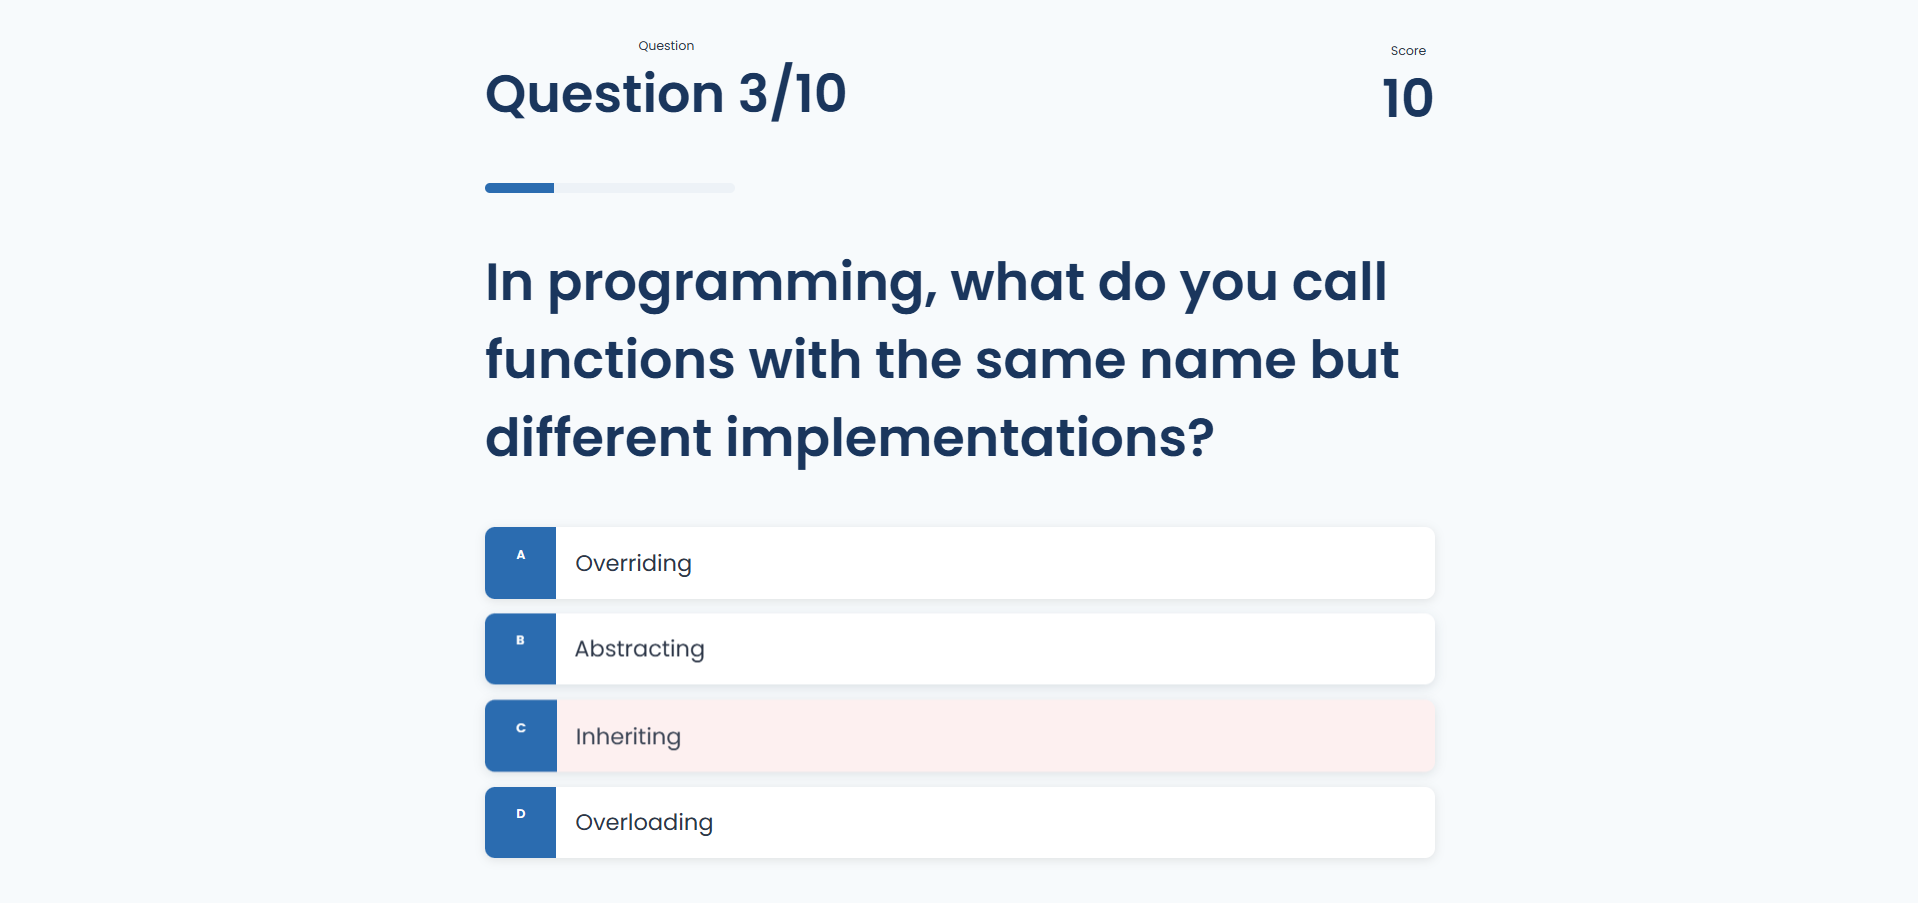 Question
Question 3/10
Score
10
In programming, what do you call
functions with the same name but
different implementations?
A
Overriding
B
Abstracting
C
Inheriting
D
Overloading